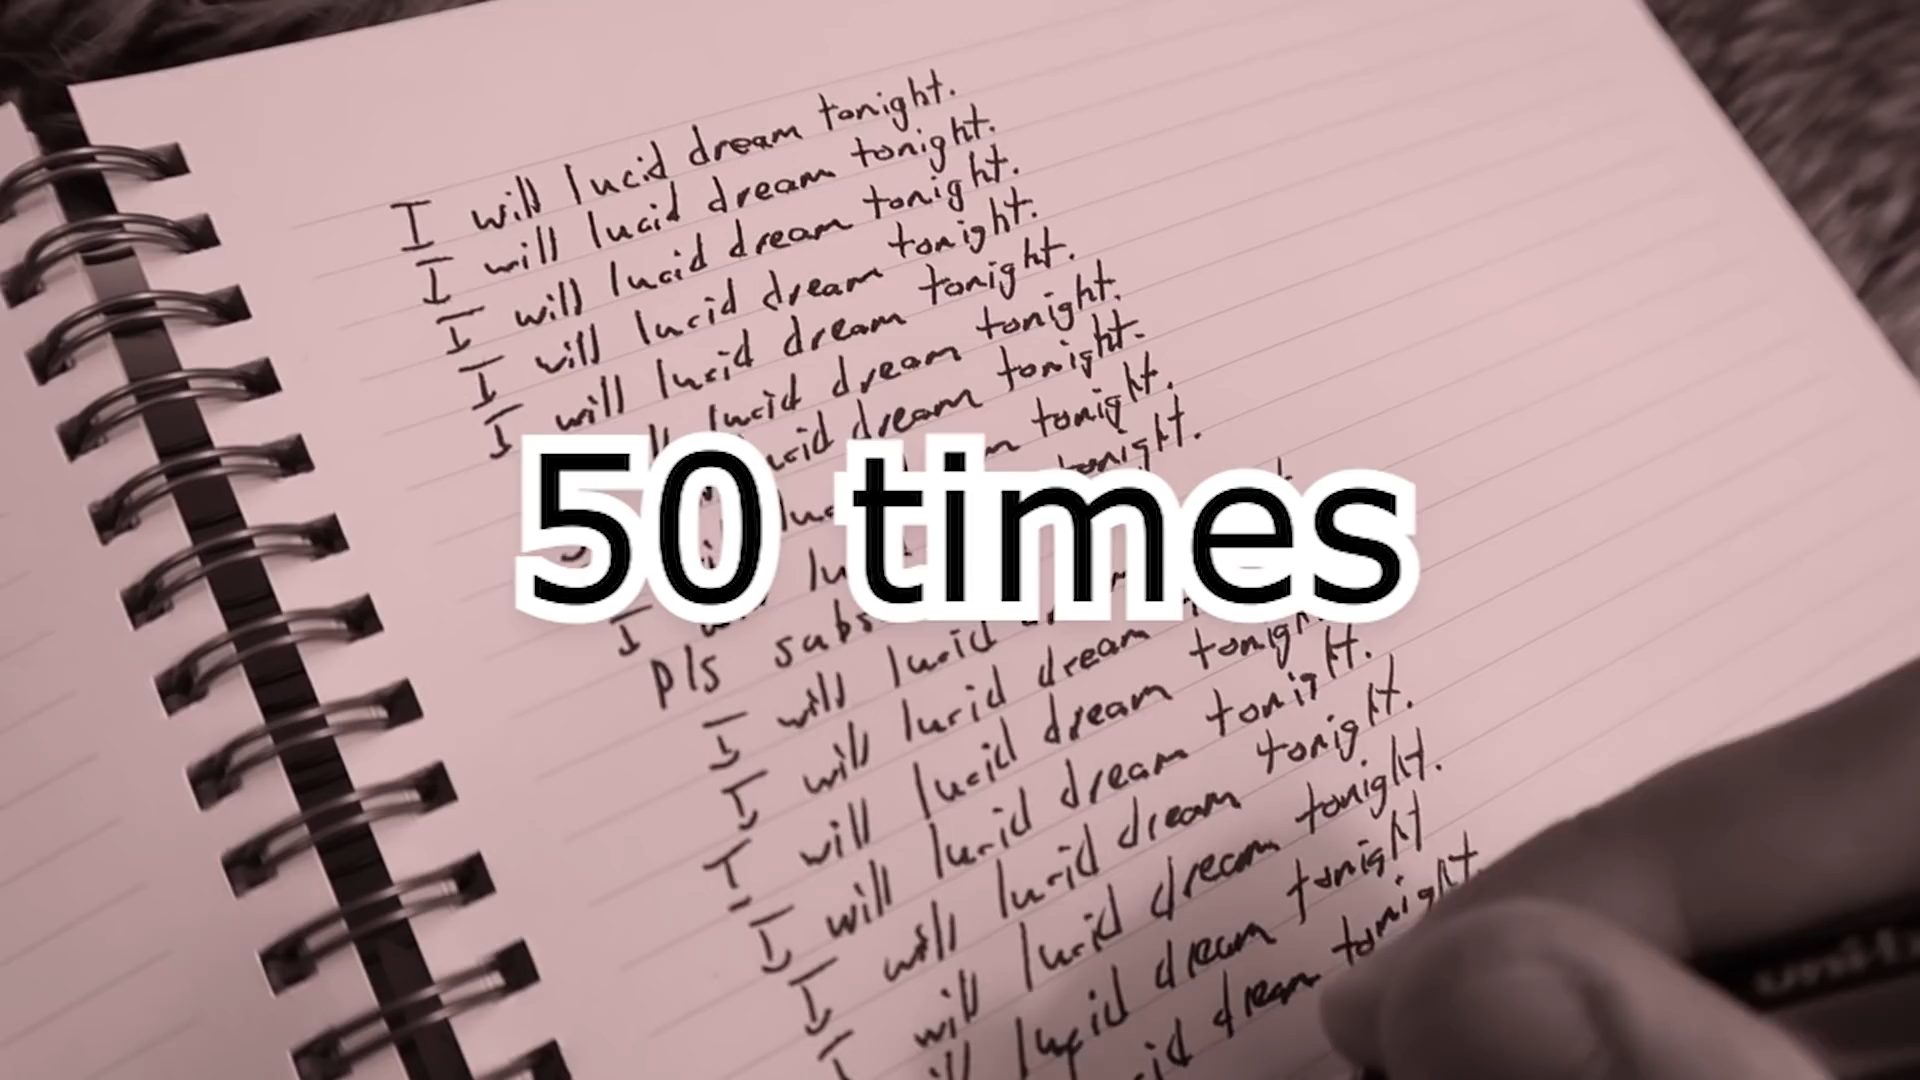 I will lucid dream tonight.
I will lucid dream tonight.
I will lucid dream tonight.
I will lucid dream tonight.
I will lucid dream tonight.
lucid dream tonight.
dream tonight.
tonight.
tonight.
50 times
I
pls
I will lucid
I will lucid dream
I will lucid dream
I will lucid dream tonight.
I will lucid dream tonight.
I will lucid dream tonight.
lucid dream tonight
dream tonight